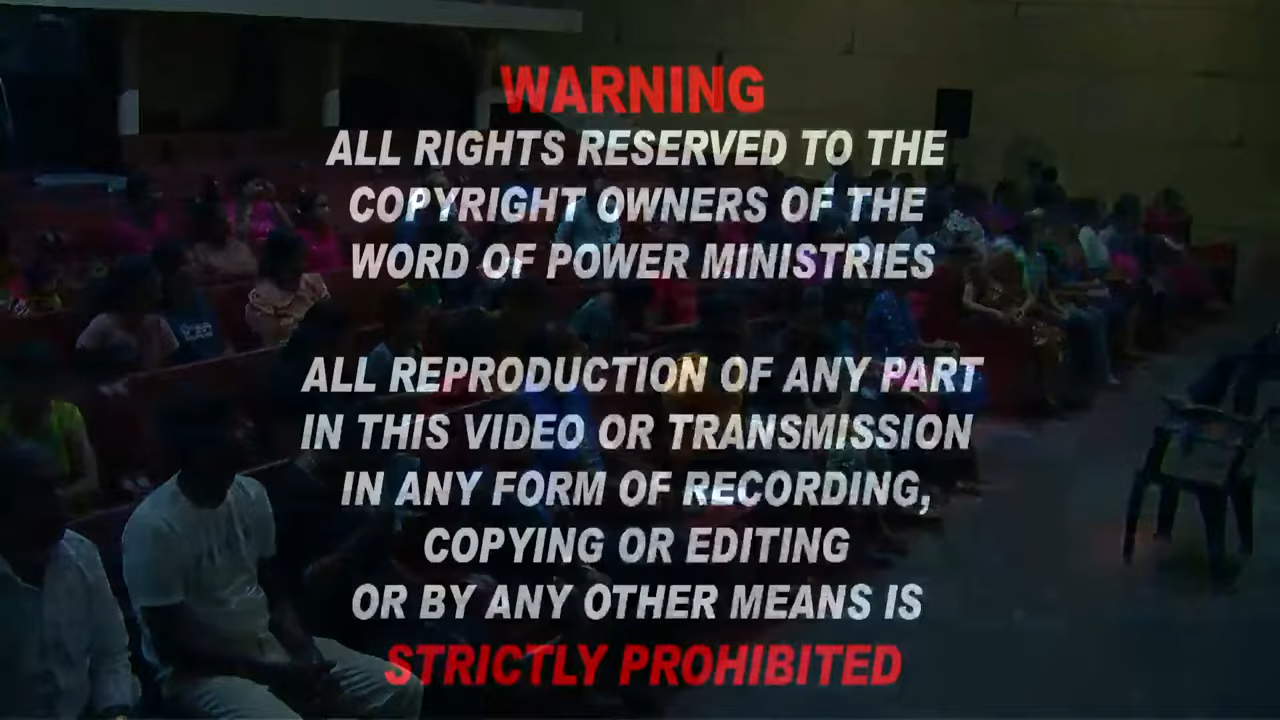 WARNING
ALL RIGHTS RESERVED TO THE
COPYRIGHT OWNERS OF THE
WORD OF POWER MINISTRIES
ALL REPRODUCTION OF ANY PART
IN THIS VIDEO OR TRANSMISSION
IN ANY FORM OF RECORDING,
COPYING OR EDITING
OR BY ANY OTHER MEANS IS
STRICTLY PROHIBITED